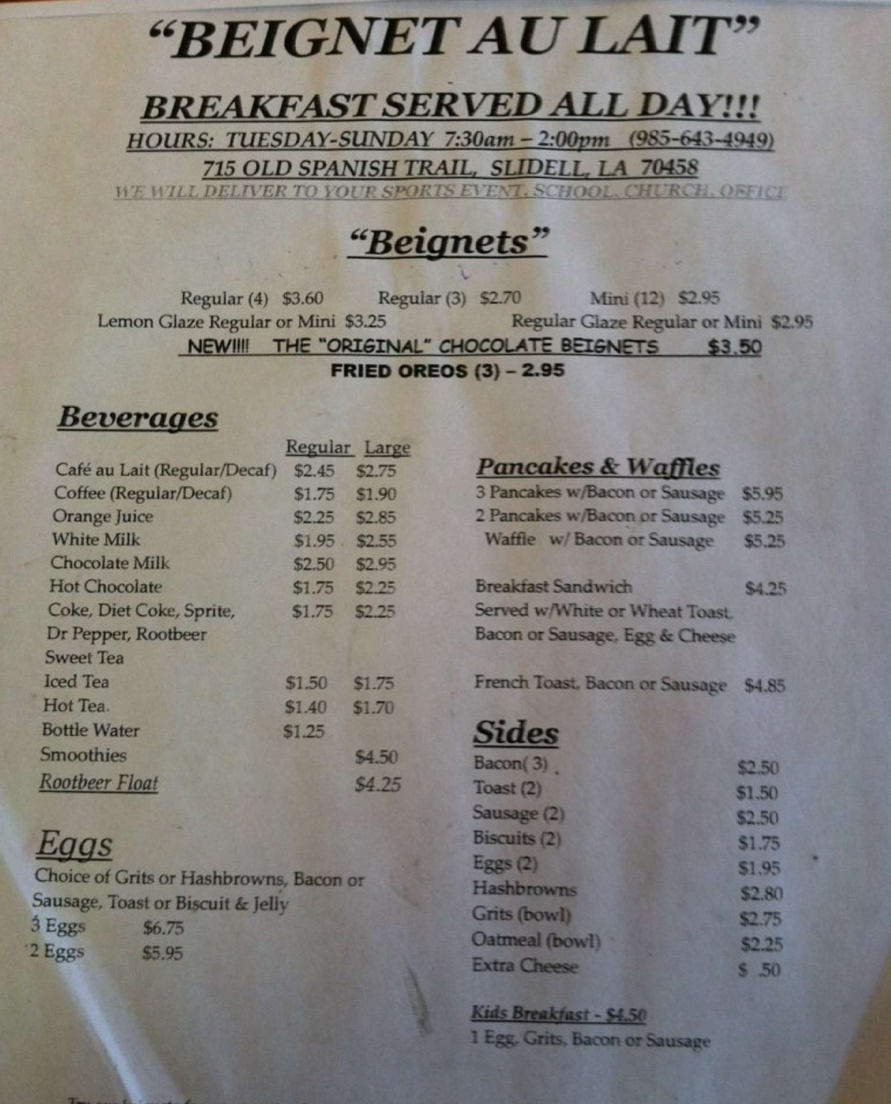 “BEIGNET AU LAIT”
BREAKFAST SERVED ALL DAY!!!
HOURS: TUESDAY-SUNDAY 7:30am – 2:00pm (985-643-4949)
715 OLD SPANISH TRAIL, SLIDELL, LA 70458
WE WILL DELIVER TO YOUR SPORTS EVENT, SCHOOL, CHURCH, OFFICE
“Beignets”
Regular (4) $3.60 Regular (3) $2.70 Mini (12) $2.95
Lemon Glaze Regular or Mini $3.25 Regular Glaze Regular or Mini $2.95
NEW!!!! THE “ORIGINAL” CHOCOLATE BEIGNETS $3.50
FRIED OREOS (3) – 2.95
Beverages
Regular Large
Café au Lait (Regular/Decaf) $2.45 $2.75
Coffee (Regular/Decaf) $1.75 $1.90
Orange Juice $2.25 $2.85
White Milk $1.95 $2.55
Chocolate Milk $2.50 $2.95
Hot Chocolate $1.75 $2.25
Coke, Diet Coke, Sprite, $1.75 $2.25
Dr Pepper, Rootbeer
Sweet Tea
Iced Tea $1.50 $1.75
Hot Tea. $1.40 $1.70
Bottle Water $1.25
Smoothies $4.50
Rootbeer Float $4.25
Eggs
Choice of Grits or Hashbrowns, Bacon or
Sausage, Toast or Biscuit & Jelly
3 Eggs $6.75
2 Eggs $5.95
Pancakes & Waffles
3 Pancakes w/Bacon or Sausage $5.95
2 Pancakes w/Bacon or Sausage $5.25
Waffle w/ Bacon or Sausage $5.25
Breakfast Sandwich $4.25
Served w/White or Wheat Toast,
Bacon or Sausage, Egg & Cheese
French Toast, Bacon or Sausage $4.85
Sides
Bacon( 3) $2.50
Toast (2) $1.50
Sausage (2) $2.50
Biscuits (2) $1.75
Eggs (2) $1.95
Hashbrowns $2.80
Grits (bowl) $2.75
Oatmeal (bowl) $2.25
Extra Cheese $ .50
Kids Breakfast - $4.50
1 Egg, Grits, Bacon or Sausage